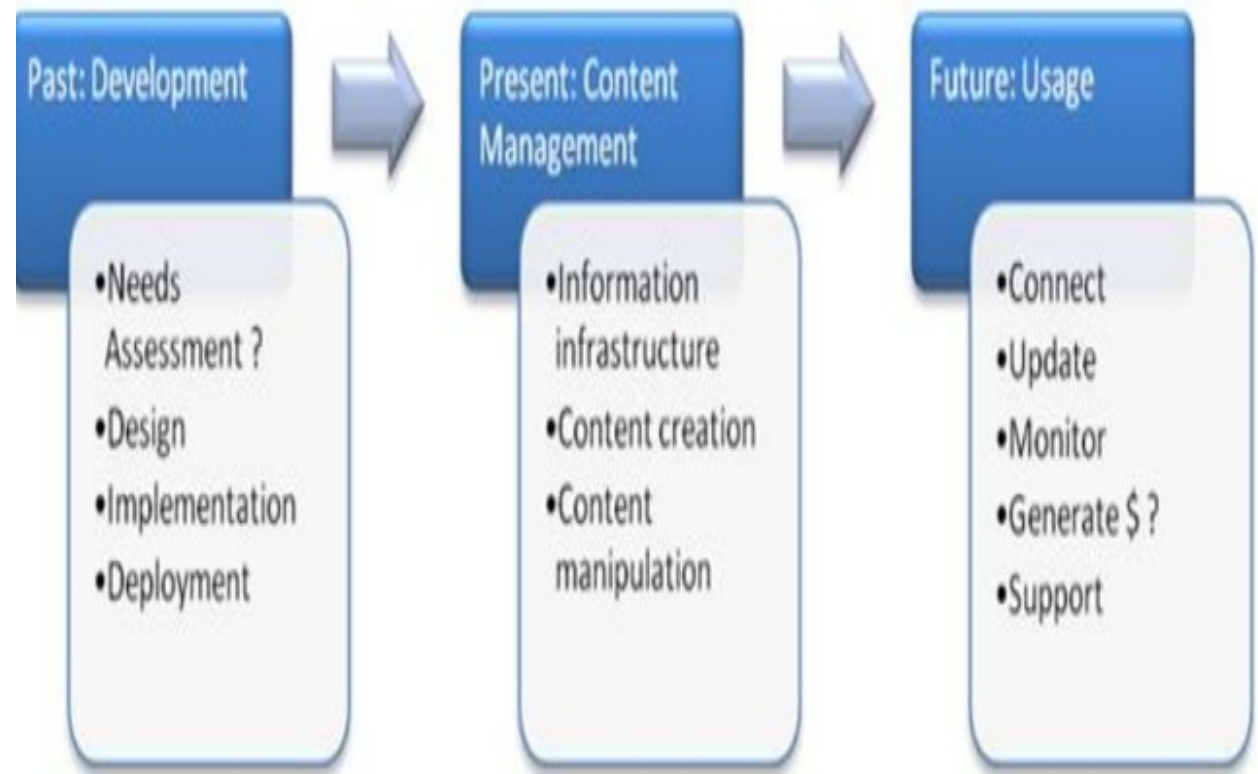 Past: Development
•Needs
Assessment ?
•Design
•Implementation
•Deployment
Present: Content
Management
•Information
infrastructure
•Content creation
•Content
manipulation
Future: Usage
•Connect
•Update
•Monitor
•Generate $ ?
•Support